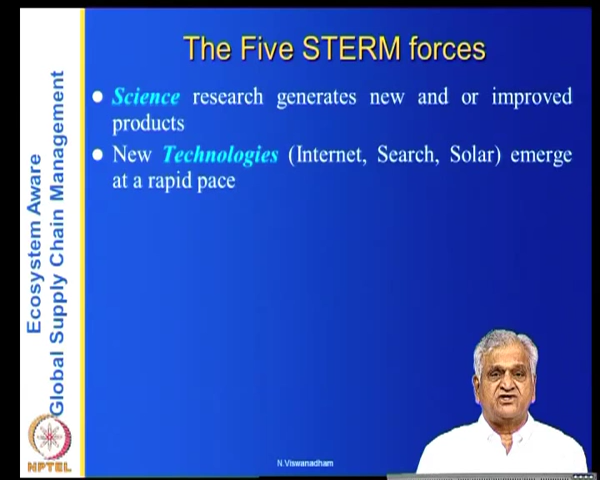 The Five STERM forces
● Science research generates new and or improved
products
● New Technologies (Internet, Search, Solar) emerge
at a rapid pace
Ecosystem Aware
Global Supply Chain Management
NPTEL
N.Viswanadham